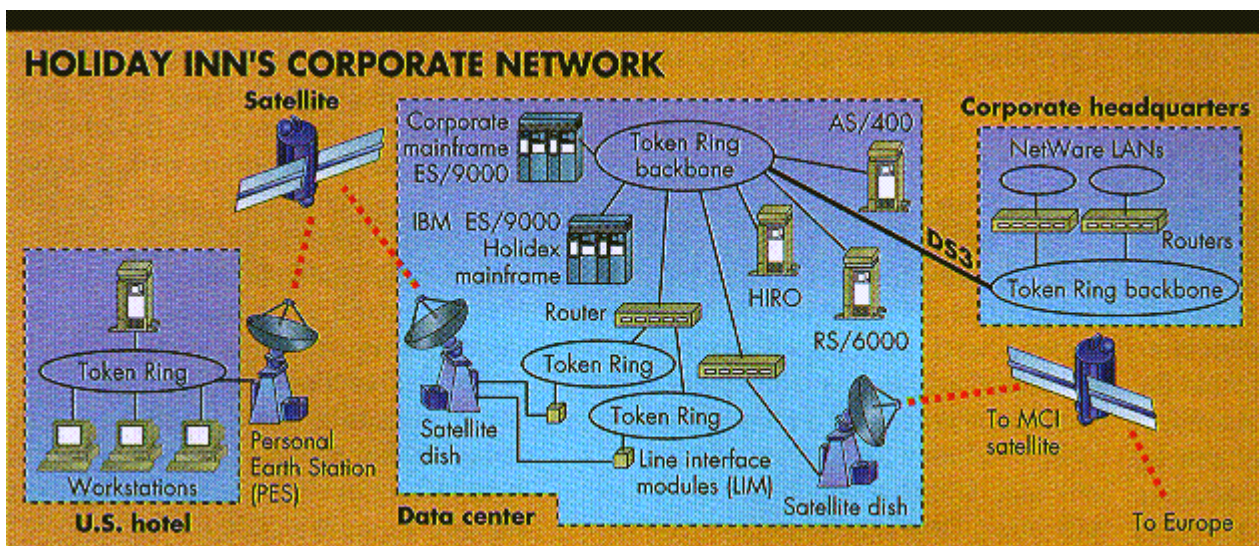 HOLIDAY INN'S CORPORATE NETWORK
Satellite
Corporate
mainframe
ES/9000
Token Ring
backbone
AS/400
Corporate headquarters
NetWare LANs
IBM ES/9000
Holidex
mainframe
HIRO
DS3
Routers
Token Ring backbone
Router
RS/6000
Token Ring
Token Ring
Token Ring
Satellite
dish
Line interface
modules (LIM)
Satellite dish
To MCI
satellite
Personal
Earth Station
(PES)
Workstations
U.S. hotel
Data center
To Europe